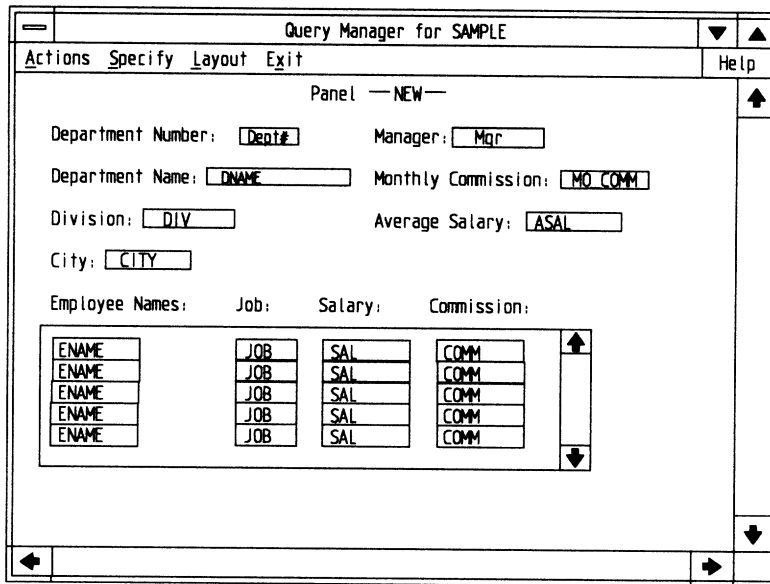 Query Manager for SAMPLE
Actions Specify Layout Exit Help
Panel —NEW—
Department Number: Dept# Manager: Mgr
Department Name: DNAME Monthly Commission: MO COMM
Division: DIV Average Salary: ASAL
City: CITY
Employee Names: Job: Salary: Commission:
ENAME JOB SAL COMM
ENAME JOB SAL COMM
ENAME JOB SAL COMM
ENAME JOB SAL COMM
ENAME JOB SAL COMM